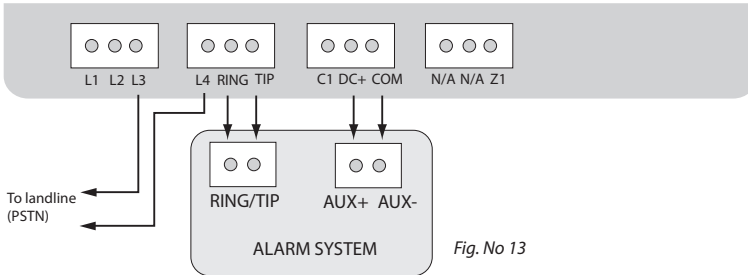 L1 L2 L3 L4 RING TIP C1 DC+ COM N/A N/A Z1
RING/TIP AUX+ AUX-
To landline
(PSTN)
ALARM SYSTEM Fig. No 13